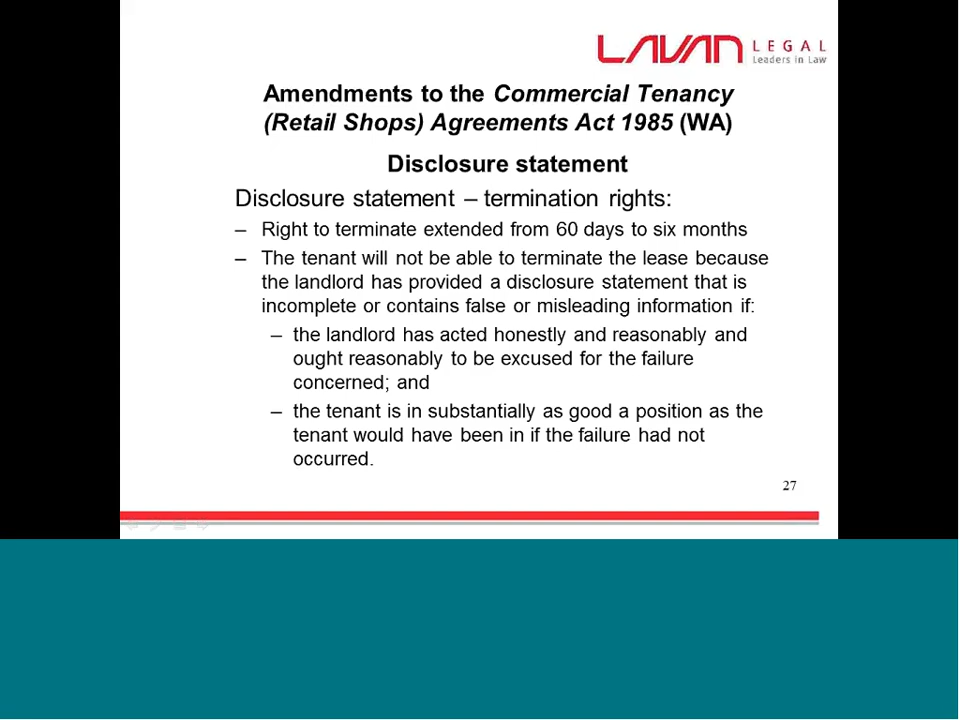 LAVAN LEGAL
Leaders in Law
Amendments to the Commercial Tenancy
(Retail Shops) Agreements Act 1985 (WA)
Disclosure statement
Disclosure statement – termination rights:
– Right to terminate extended from 60 days to six months
– The tenant will not be able to terminate the lease because
the landlord has provided a disclosure statement that is
incomplete or contains false or misleading information if:
– the landlord has acted honestly and reasonably and
ought reasonably to be excused for the failure
concerned; and
– the tenant is in substantially as good a position as the
tenant would have been in if the failure had not
occurred.
27